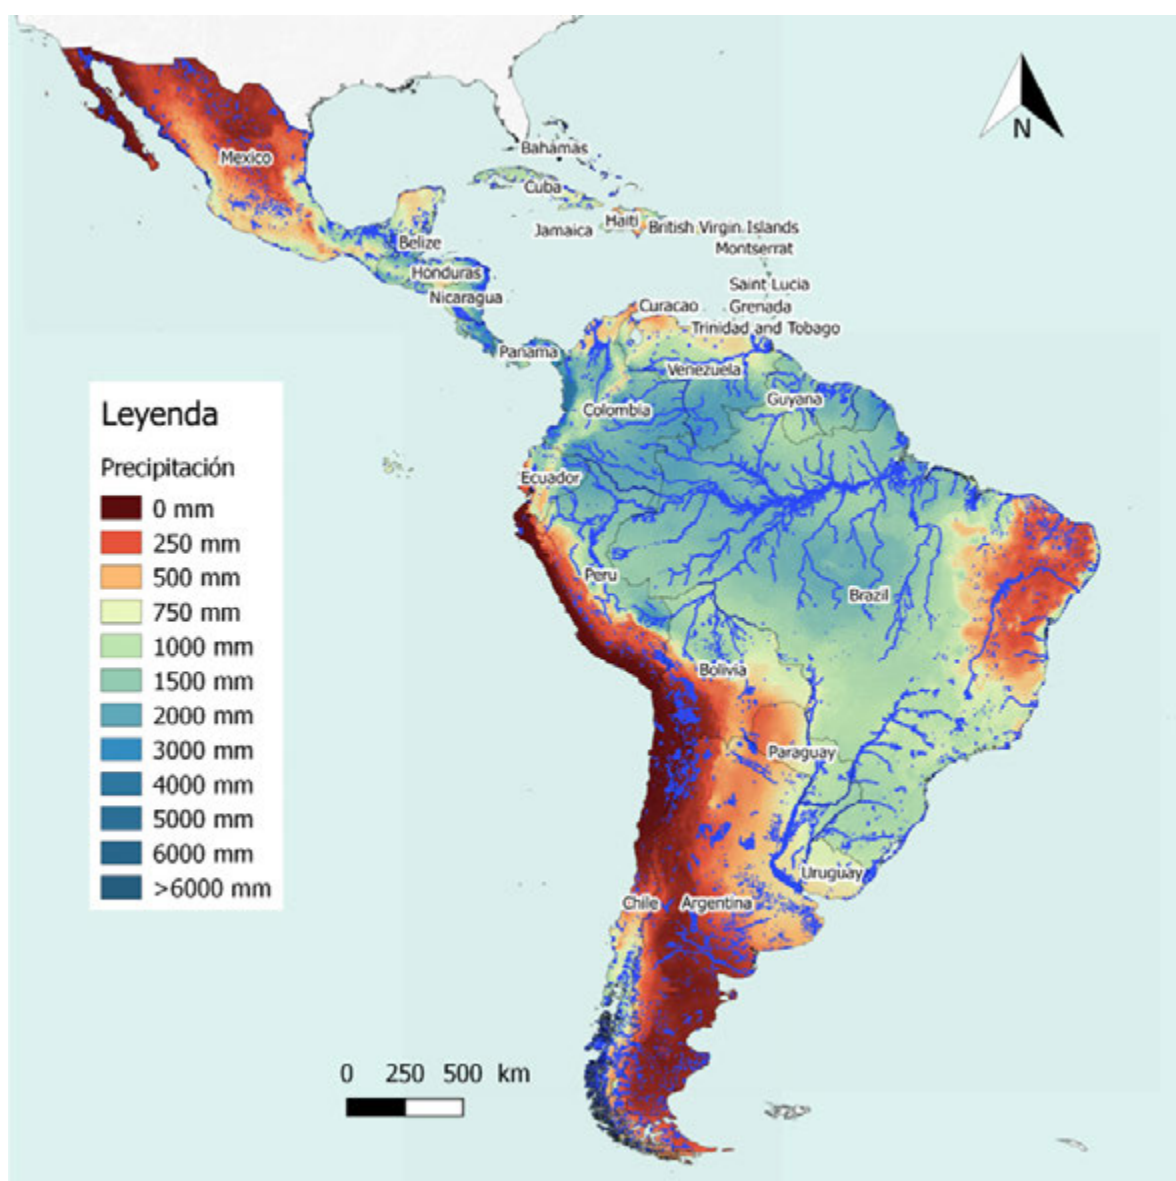 N
Bahamas
Mexico
Cuba
Haiti
Jamaica
British Virgin Islands
Belize
Montserrat
Honduras
Saint Lucia
Nicaragua
Curacao
Grenada
Trinidad and Tobago
Panama
Venezuela
Guyana
Colombia
Ecuador
Peru
Brazil
Bolivia
Paraguay
Uruguay
Chile
Argentina
Leyenda
Precipitación
0 mm
250 mm
500 mm
750 mm
1000 mm
1500 mm
2000 mm
3000 mm
4000 mm
5000 mm
6000 mm
>6000 mm
0 250 500 km